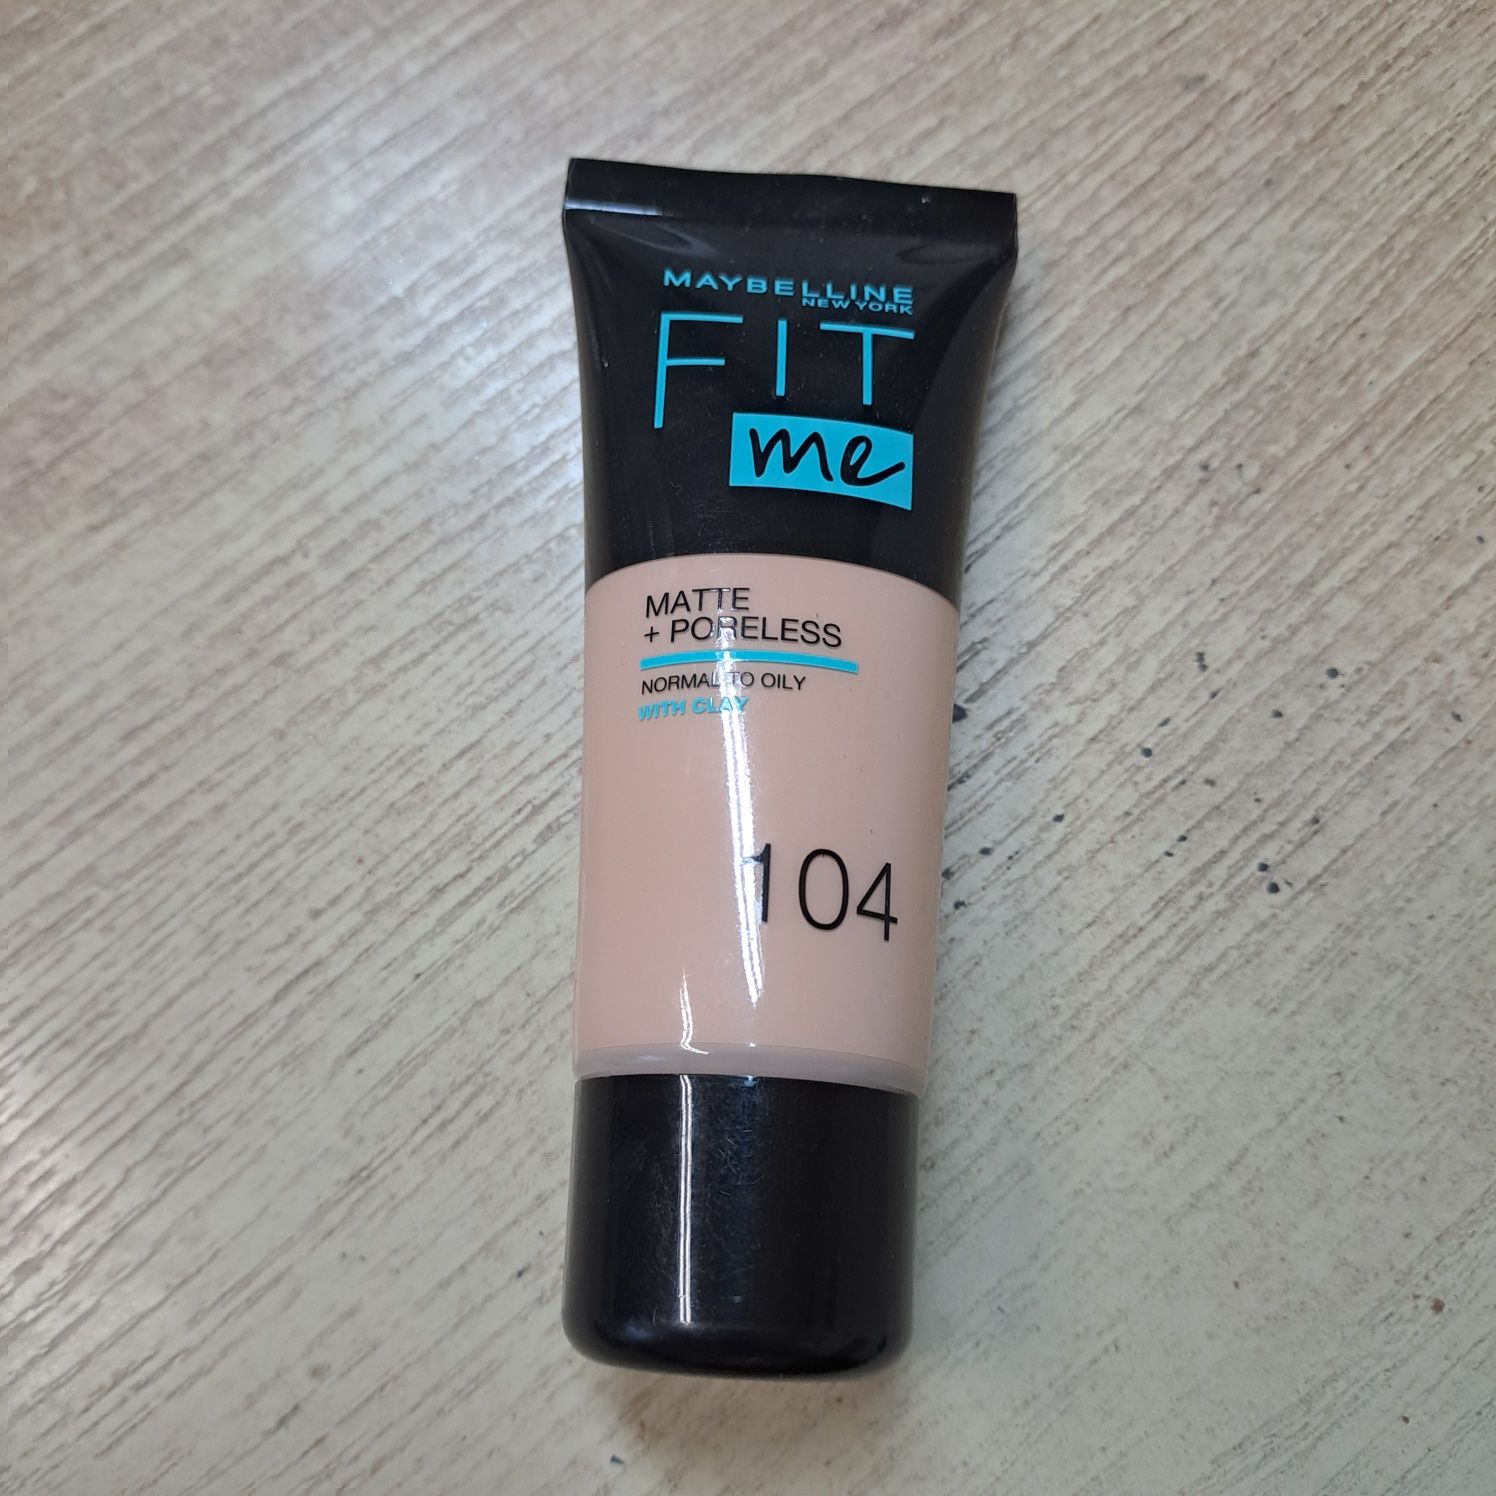 MAYBELLINE
NEW YORK
FIT
me
MATTE
+ PORELESS
NORMAL TO OILY
WITH CLAY
104